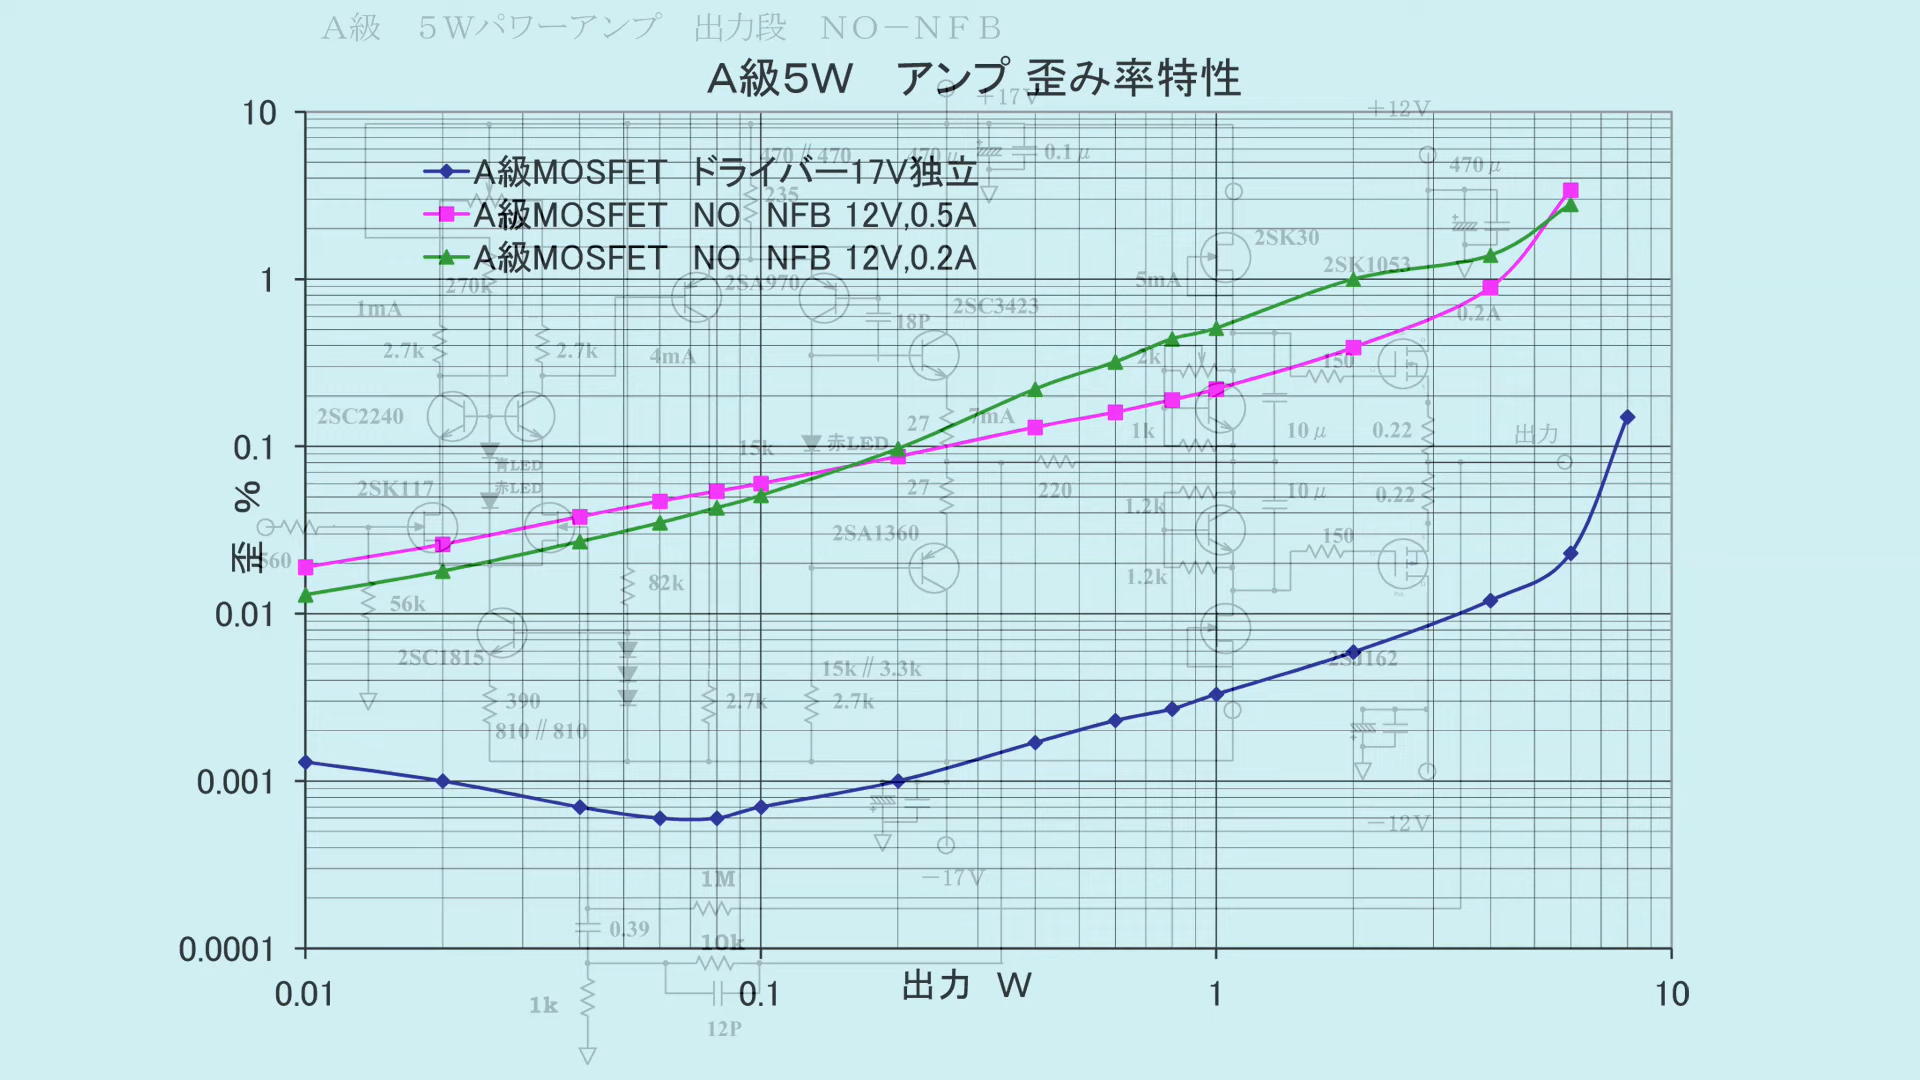 A級　5Wパワーアンプ　出力段　NO－NFB
A級5W　アンプ 歪み率特性
A級MOSFET　ドライバー17V独立
A級MOSFET　NO　NFB 12V,0.5A
A級MOSFET　NO　NFB 12V,0.2A
10
1
0.1
0.01
0.001
0.0001
歪 %
0.01
0.1
1
10
出力 W
＋17V
＋12V
470∥470
470μ
0.1μ
470μ
235
2SK30
2SK1053
270k
2SA970
5mA
1mA
18P
2SC3423
0.2A
2.7k
2.7k
4mA
2k
150
2SC2240
27
7mA
1k
10μ
0.22
出力
15k
赤LED
青LED
赤LED
2SK117
27
220
1.2k
10μ
0.22
2SA1360
150
560
82k
1.2k
56k
2SC1815
15k∥3.3k
2SJ162
390
2.7k
2.7k
810∥810
－12V
1M
－17V
0.39
10k
1k
12P